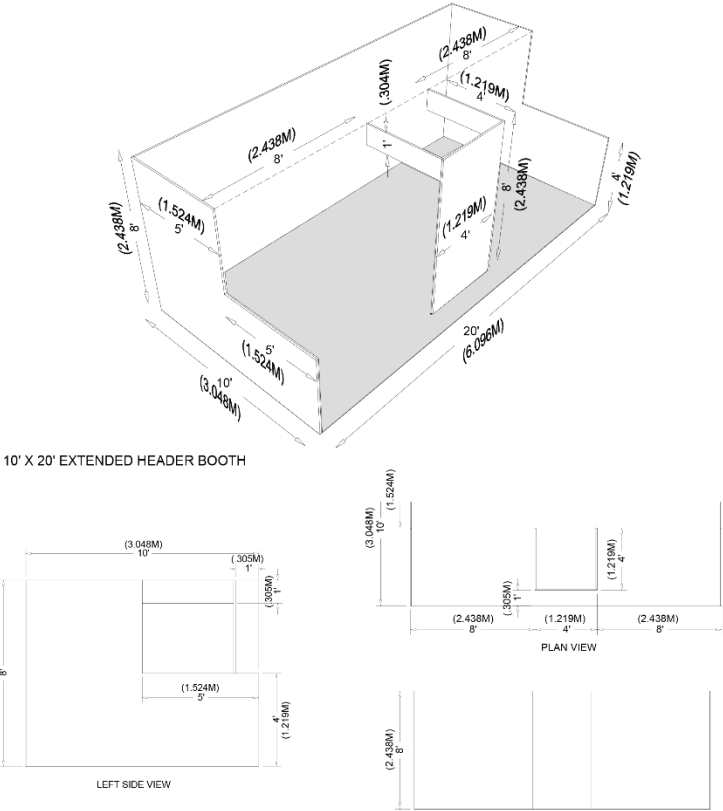 (2.438M)
8'
(1.219M)
4'
(.304M)
1'
(2.438M)
8'
(1.524M)
5'
(2.438M)
8'
(1.219M)
4'
8'
(2.438M)
4'
(1.219M)
5'
(1.524M)
10'
(3.048M)
20'
(6.096M)
10' X 20' EXTENDED HEADER BOOTH
(3.048M)
10'
(.305M)
1'
(.305M)
1'
8'
(1.524M)
5'
4'
(1.219M)
LEFT SIDE VIEW
(1.524M)
(3.048M)
10'
(1.219M)
4'
(.305M)
1'
(2.438M)
8'
(1.219M)
4'
(2.438M)
8'
PLAN VIEW
(2.438M)
8'